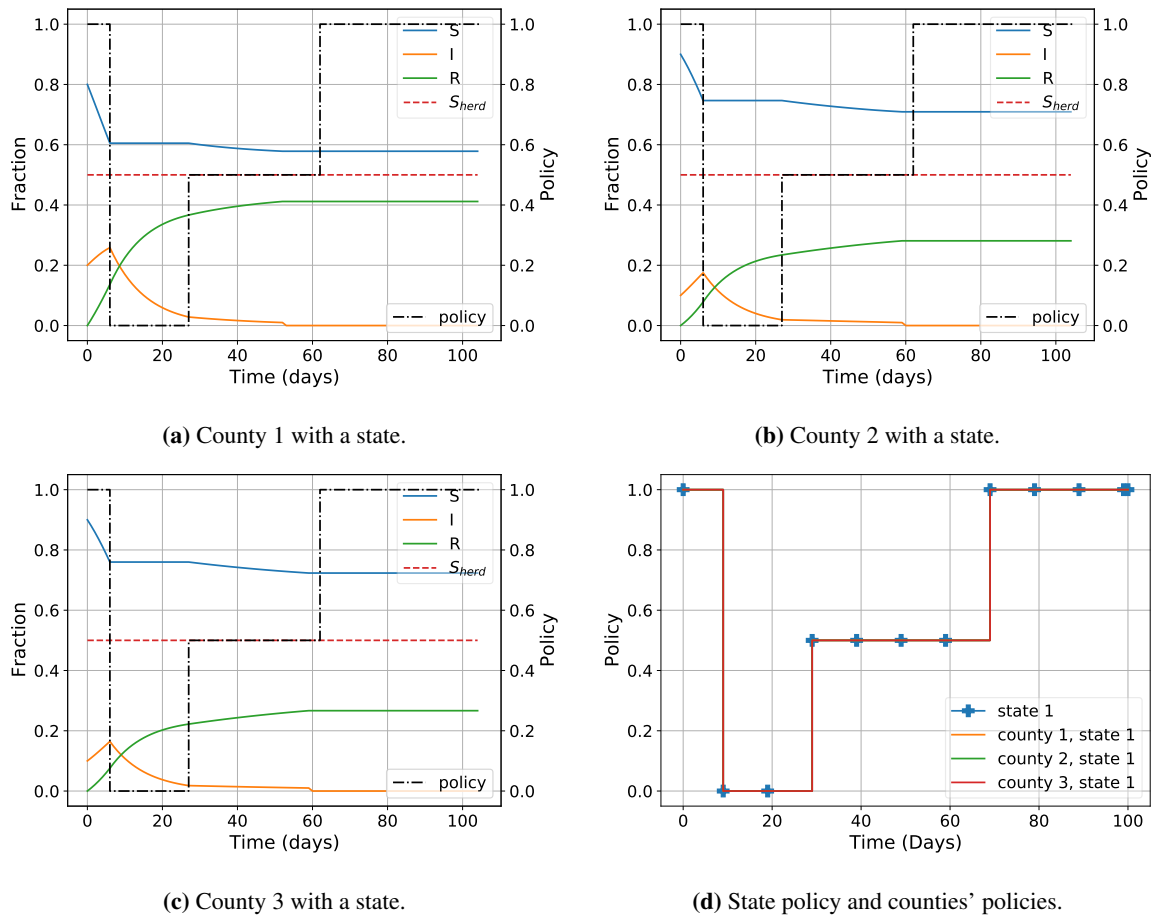 1.0
0.8
0.6
0.4
0.2
0.0
Fraction
0 20 40 60 80 100
Time (days)
1.0
0.8
0.6
0.4
0.2
0.0
Policy
S
I
R
S_herd
policy
(a) County 1 with a state.
1.0
0.8
0.6
0.4
0.2
0.0
Fraction
0 20 40 60 80 100
Time (days)
1.0
0.8
0.6
0.4
0.2
0.0
Policy
S
I
R
S_herd
policy
(b) County 2 with a state.
1.0
0.8
0.6
0.4
0.2
0.0
Fraction
0 20 40 60 80 100
Time (days)
1.0
0.8
0.6
0.4
0.2
0.0
Policy
S
I
R
S_herd
policy
(c) County 3 with a state.
1.0
0.8
0.6
0.4
0.2
0.0
Policy
0 20 40 60 80 100
Time (Days)
state 1
county 1, state 1
county 2, state 1
county 3, state 1
(d) State policy and counties’ policies.